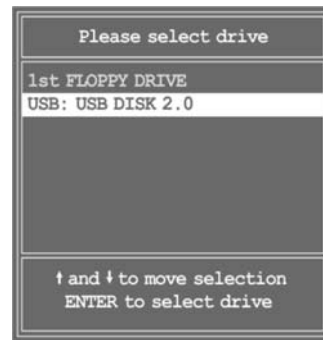 Please select drive
1st FLOPPY DRIVE
USB: USB DISK 2.0
↑ and ↓ to move selection
ENTER to select drive